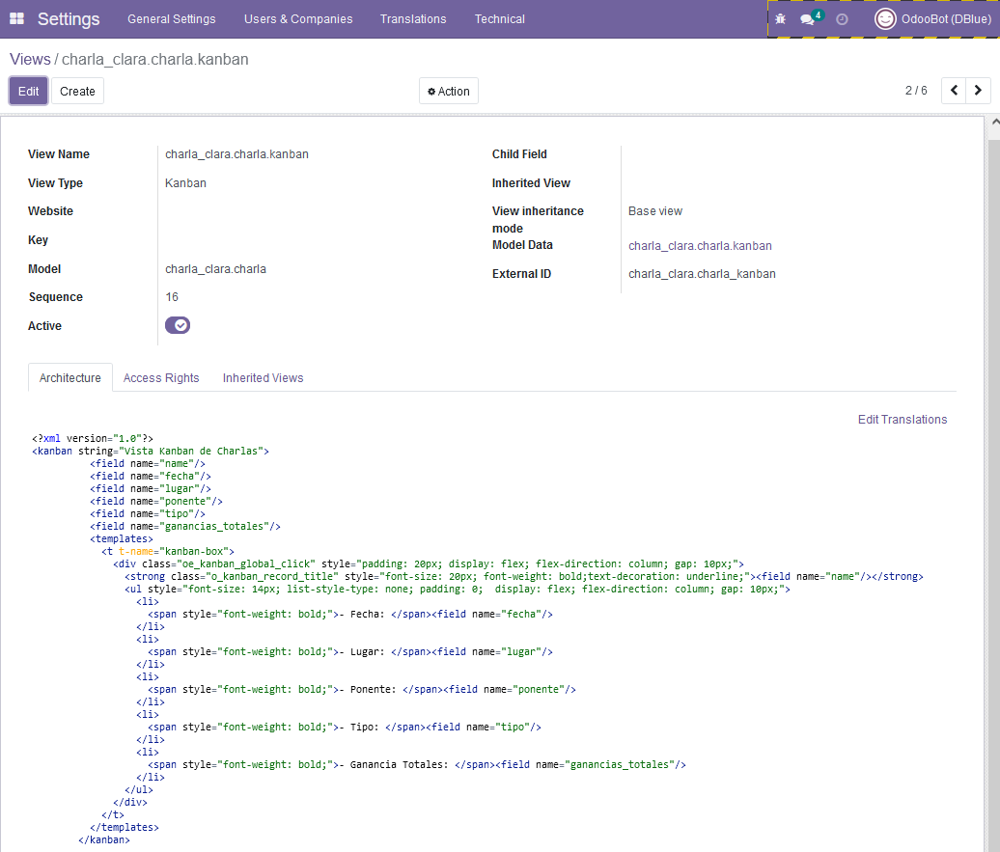 Settings General Settings Users & Companies Translations Technical 4 OdooBot (DBlue)
Views / charla_clara.charla.kanban
Edit Create Action 2 / 6
View Name charla_clara.charla.kanban Child Field
View Type Kanban Inherited View
Website View inheritance mode Base view
Key Model Data charla_clara.charla.kanban
Model charla_clara.charla External ID charla_clara.charla_kanban
Sequence 16
Active
Architecture Access Rights Inherited Views
Edit Translations
<?xml version="1.0"?>
<kanban string="Vista Kanban de Charlas">
<field name="name"/>
<field name="fecha"/>
<field name="lugar"/>
<field name="ponente"/>
<field name="tipo"/>
<field name="ganancias_totales"/>
<templates>
<t t-name="kanban-box">
<div class="oe_kanban_global_click" style="padding: 20px; display: flex; flex-direction: column; gap: 10px;">
<strong class="o_kanban_record_title" style="font-size: 20px; font-weight: bold;text-decoration: underline;"><field name="name"/></strong>
<ul style="font-size: 14px; list-style-type: none; padding: 0;  display: flex; flex-direction: column; gap: 10px;">
<li>
<span style="font-weight: bold;">- Fecha: </span><field name="fecha"/>
</li>
<li>
<span style="font-weight: bold;">- Lugar: </span><field name="lugar"/>
</li>
<li>
<span style="font-weight: bold;">- Ponente: </span><field name="ponente"/>
</li>
<li>
<span style="font-weight: bold;">- Tipo: </span><field name="tipo"/>
</li>
<li>
<span style="font-weight: bold;">- Ganancia Totales: </span><field name="ganancias_totales"/>
</li>
</ul>
</div>
</t>
</templates>
</kanban>